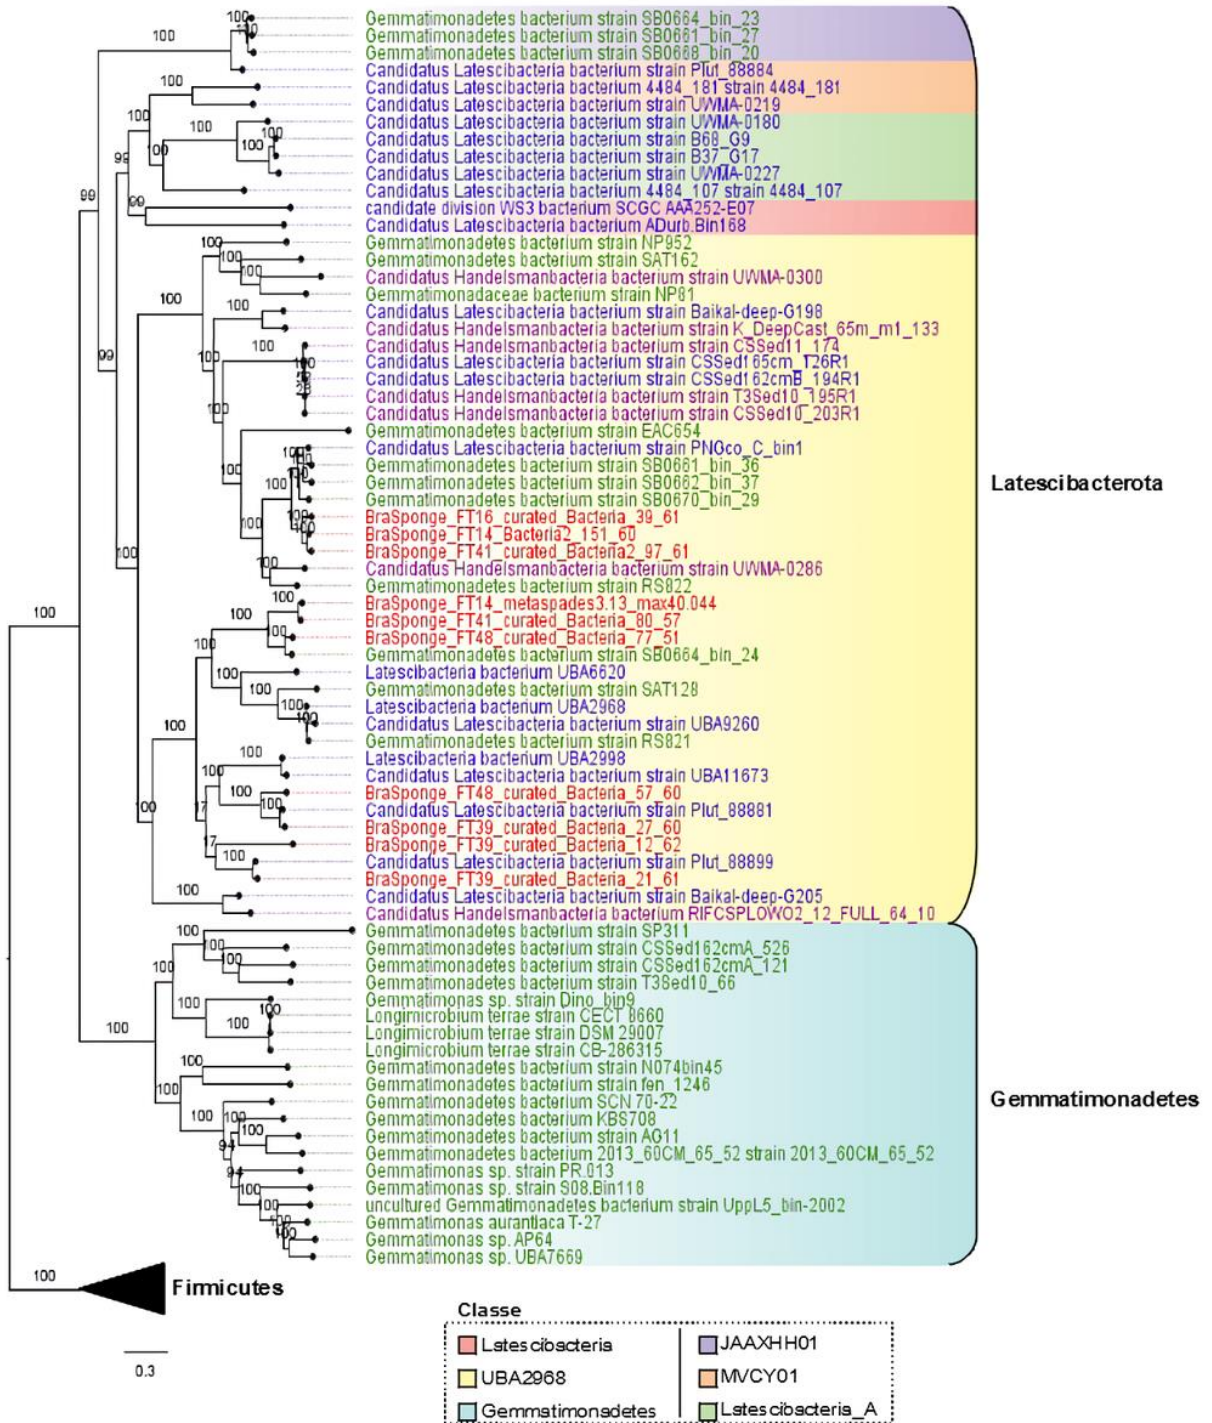 Gemmatimonadetes bacterium strain SB0664_bin_23
Gemmatimonadetes bacterium strain SB0661_bin_27
Gemmatimonadetes bacterium strain SB0668_bin_20
Candidatus Latescibacteria bacterium strain Plut_88884
Candidatus Latescibacteria bacterium 4484_181 strain 4484_181
Candidatus Latescibacteria bacterium strain UWMA-0219
Candidatus Latescibacteria bacterium strain UWMA-0180
Candidatus Latescibacteria bacterium strain B68_G9
Candidatus Latescibacteria bacterium strain B37_G17
Candidatus Latescibacteria bacterium strain UWMA-0227
Candidatus Latescibacteria bacterium 4484_107 strain 4484_107
candidate division WS3 bacterium SCGC AAA252-E07
Candidatus Latescibacteria bacterium ADurb.Bin168
Gemmatimonadetes bacterium strain NP952
Gemmatimonadetes bacterium strain SAT162
Candidatus Handelsmanbacteria bacterium strain UWMA-0300
Gemmatimonadaceae bacterium strain NP81
Candidatus Latescibacteria bacterium strain Baikal-deep-G198
Candidatus Handelsmanbacteria bacterium strain K_DeepCast_65m_m1_133
Candidatus Handelsmanbacteria bacterium strain CSSed11_174
Candidatus Latescibacteria bacterium strain CSSed165cm_126R1
Candidatus Latescibacteria bacterium strain CSSed162cmB_194R1
Candidatus Handelsmanbacteria bacterium strain T3Sed10_195R1
Candidatus Handelsmanbacteria bacterium strain CSSed10_203R1
Gemmatimonadetes bacterium strain EAC654
Candidatus Latescibacteria bacterium strain PNGco_C_bin1
Gemmatimonadetes bacterium strain SB0661_bin_36
Gemmatimonadetes bacterium strain SB0662_bin_37
Gemmatimonadetes bacterium strain SB0670_bin_29
BraSponge_FT16_curated_Bacteria_39_61
BraSponge_FT14_Bacteria2_151_60
BraSponge_FT41_curated_Bacteria2_97_61
Candidatus Handelsmanbacteria bacterium strain UWMA-0286
Gemmatimonadetes bacterium strain RS822
BraSponge_FT14_metaspades3.13_max40.044
BraSponge_FT41_curated_Bacteria_80_57
BraSponge_FT48_curated_Bacteria_77_51
Gemmatimonadetes bacterium strain SB0664_bin_24
Latescibacteria bacterium UBA6620
Gemmatimonadetes bacterium strain SAT128
Latescibacteria bacterium UBA2968
Candidatus Latescibacteria bacterium strain UBA9260
Gemmatimonadetes bacterium strain RS821
Latescibacteria bacterium UBA2998
Candidatus Latescibacteria bacterium strain UBA11673
BraSponge_FT48_curated_Bacteria_57_60
Candidatus Latescibacteria bacterium strain Plut_88881
BraSponge_FT39_curated_Bacteria_27_60
BraSponge_FT39_curated_Bacteria_12_62
Candidatus Latescibacteria bacterium strain Plut_88899
BraSponge_FT39_curated_Bacteria_21_61
Candidatus Latescibacteria bacterium strain Baikal-deep-G205
Candidatus Handelsmanbacteria bacterium RIFCSPLOWO2_12_FULL_64_10
Latescibacterota
Gemmatimonadetes bacterium strain SP311
Gemmatimonadetes bacterium strain CSSed162cmA_526
Gemmatimonadetes bacterium strain CSSed162cmA_121
Gemmatimonadetes bacterium strain T3Sed10_66
Gemmatimonas sp. strain Dino_bin9
Longimicrobium terrae strain CECT 8660
Longimicrobium terrae strain DSM 29007
Longimicrobium terrae strain CB-286315
Gemmatimonadetes bacterium strain N074bin45
Gemmatimonadetes bacterium strain fen_1246
Gemmatimonadetes bacterium SCN 70-22
Gemmatimonadetes bacterium KBS708
Gemmatimonadetes bacterium strain AG11
Gemmatimonadetes bacterium 2013_60CM_65_52 strain 2013_60CM_65_52
Gemmatimonas sp. strain PR.013
Gemmatimonas sp. strain S08.Bin118
uncultured Gemmatimonadetes bacterium strain UppL5_bin-2002
Gemmatimonas aurantiaca T-27
Gemmatimonas sp. AP64
Gemmatimonas sp. UBA7669
Gemmatimonadetes
100
Firmicutes
0.3
Classe
Latescibacteria
JAAXHH01
UBA2968
MVCY01
Gemmatimonadetes
Latescibacteria_A